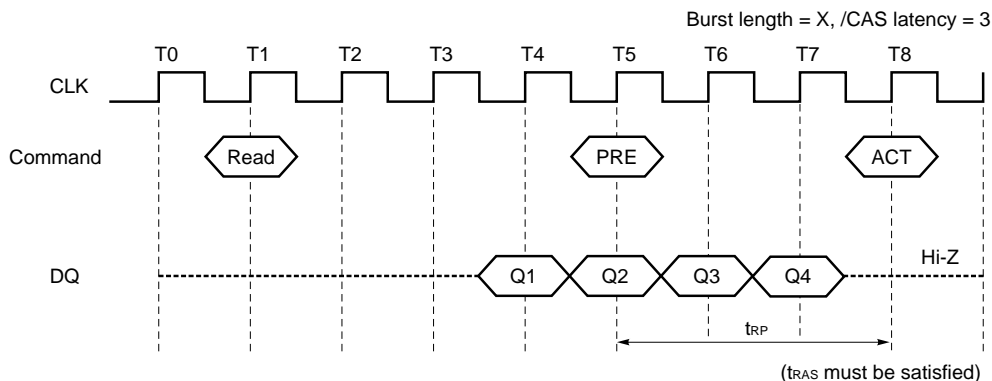 Burst length = X, /CAS latency = 3
T0 T1 T2 T3 T4 T5 T6 T7 T8
CLK
Command Read PRE ACT
Hi-Z
DQ Q1 Q2 Q3 Q4
tRP
(tRAS must be satisfied)